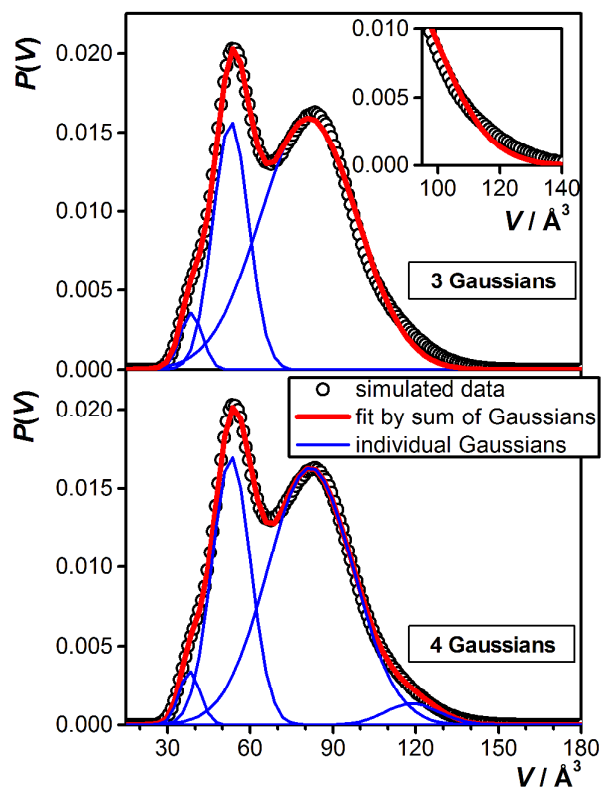 P(V)
0.020
0.015
0.010
0.005
0.000
0.010
0.005
0.000
100 120 140
V / Å³
3 Gaussians
simulated data
fit by sum of Gaussians
individual Gaussians
P(V)
0.020
0.015
0.010
0.005
0.000
4 Gaussians
30 60 90 120 150 180
V / Å³